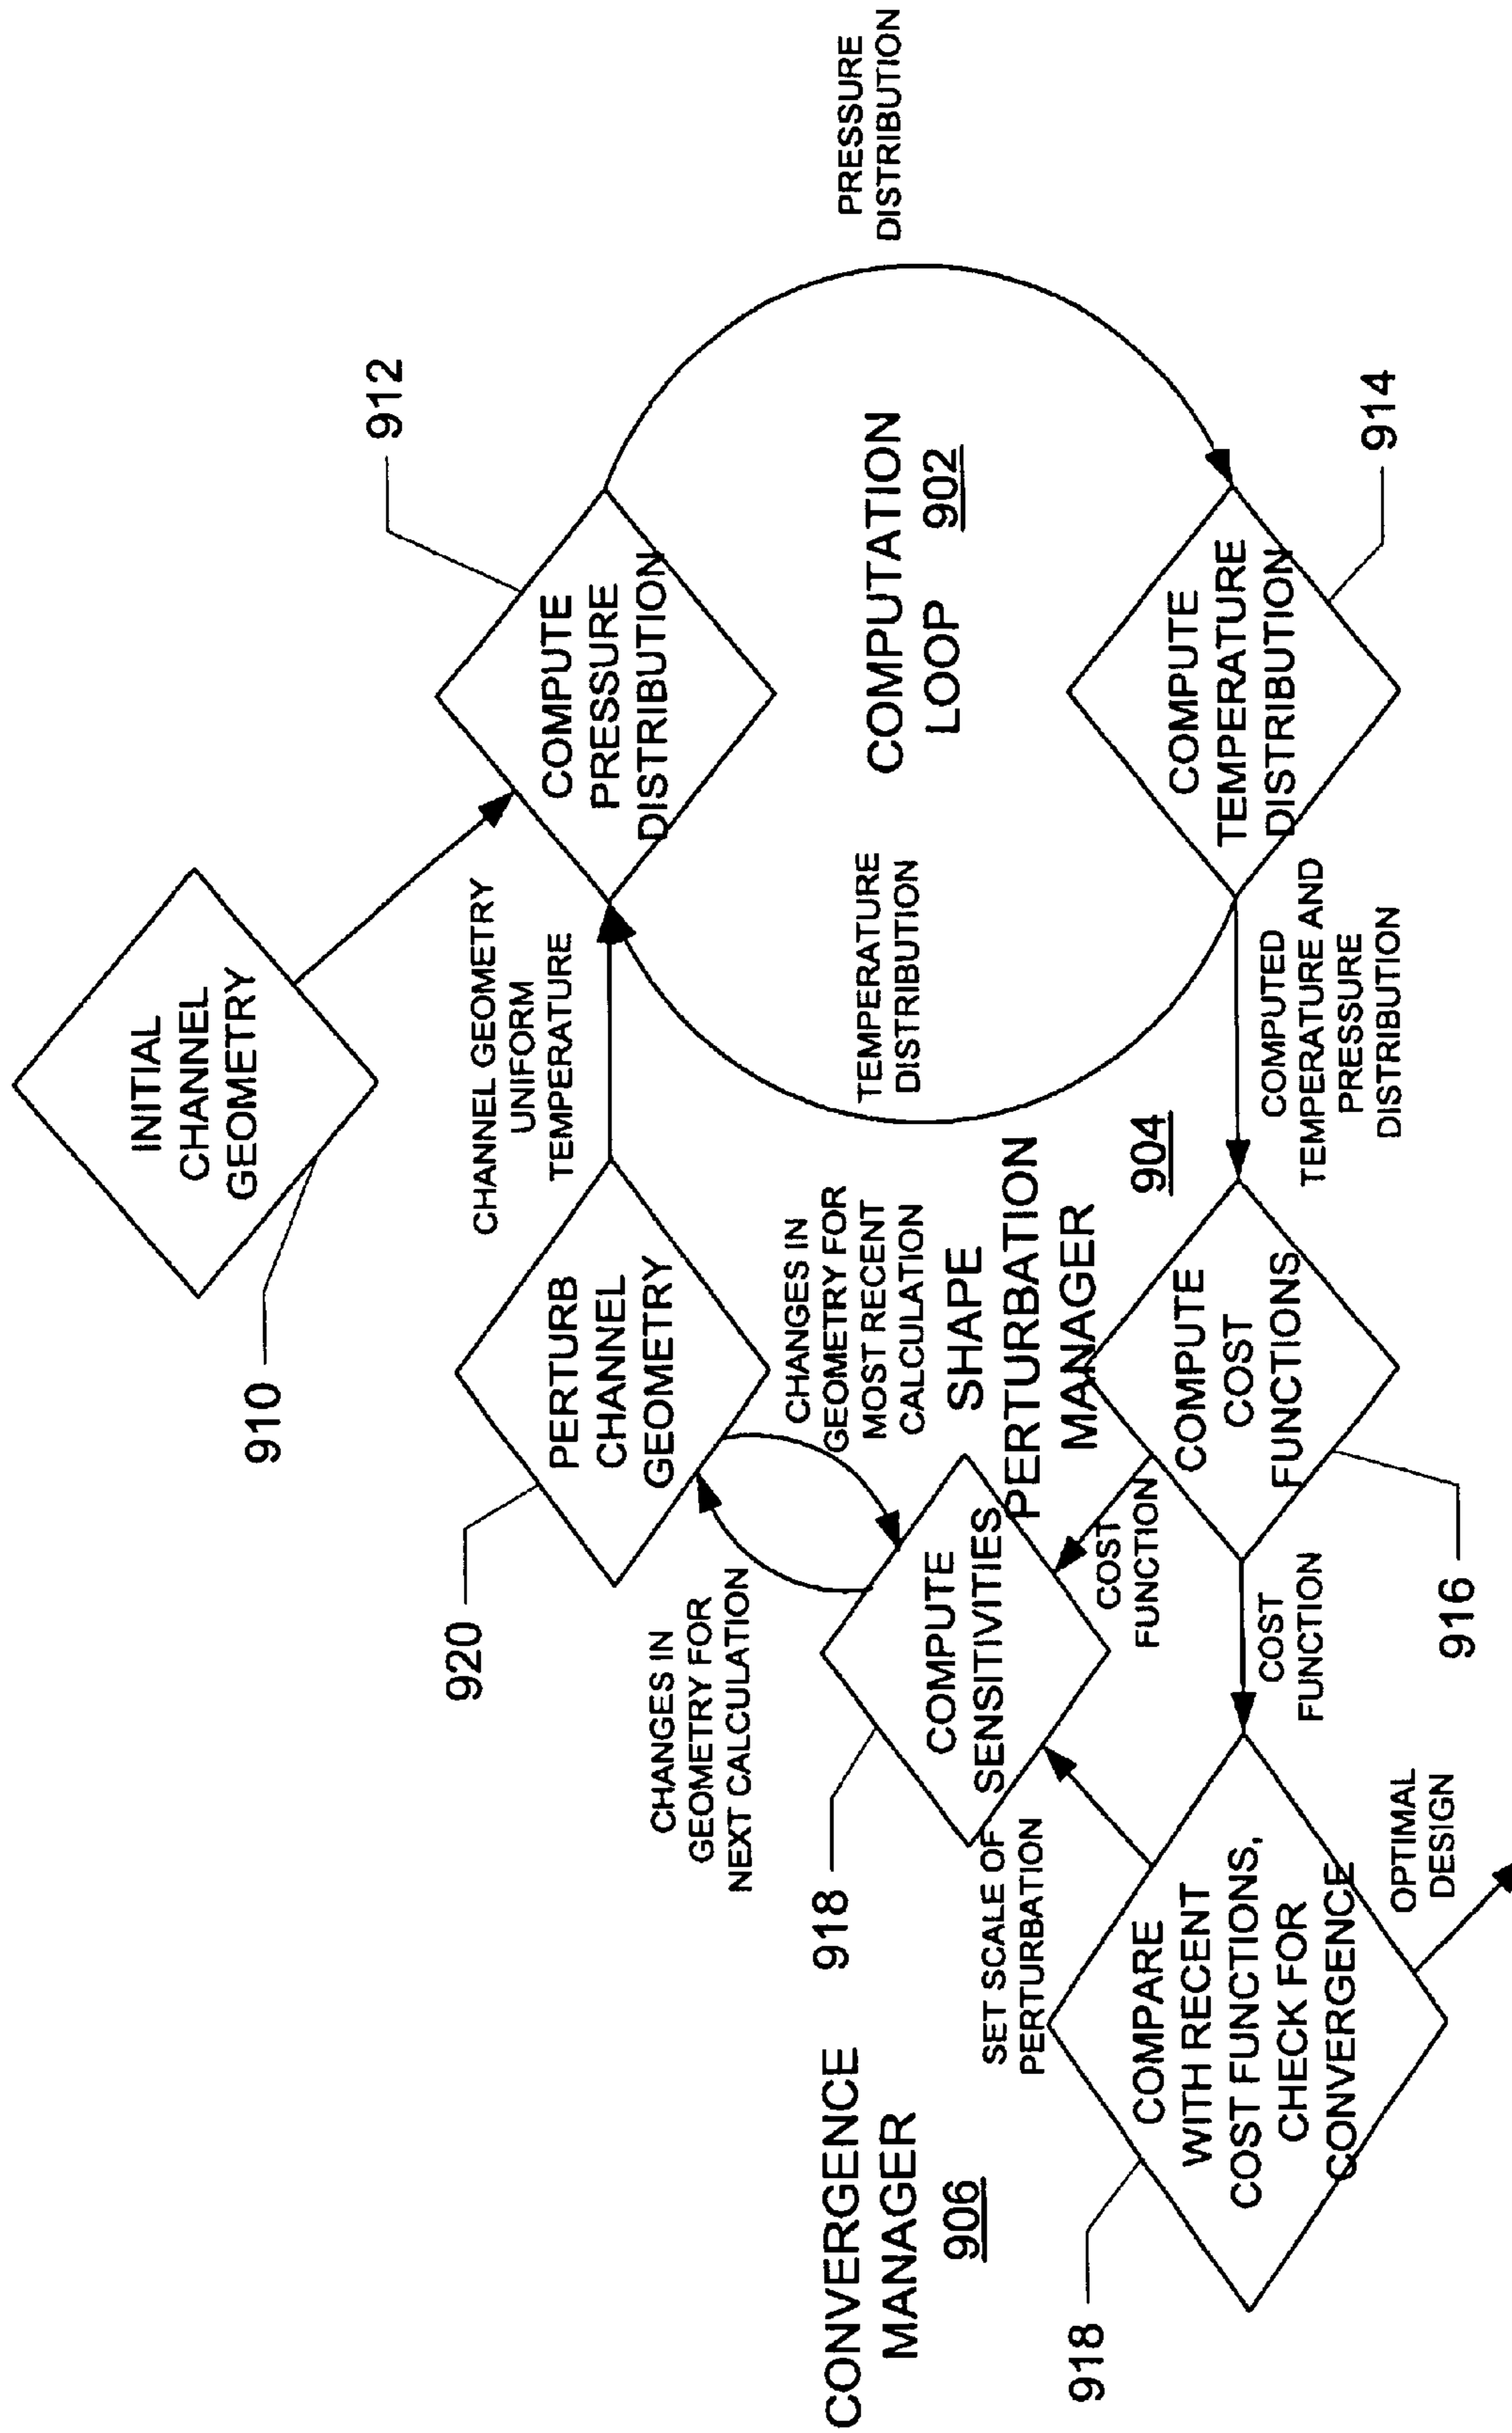 INITIAL
CHANNEL
GEOMETRY
910
912
920
PERTURB
CHANNEL
GEOMETRY
CHANNEL GEOMETRY
UNIFORM
TEMPERATURE
COMPUTE
PRESSURE
DISTRIBUTION
PRESSURE
DISTRIBUTION
CHANGES IN
GEOMETRY FOR
NEXT CALCULATION
CHANGES IN
GEOMETRY FOR
MOST RECENT
CALCULATION
TEMPERATURE
DISTRIBUTION
COMPUTATION
LOOP 902
CONVERGENCE
MANAGER
906
918
COMPUTE
SENSITIVITIES
SHAPE
PERTURBATION
MANAGER
904
SET SCALE OF
PERTURBATION
COST
FUNCTION
918
COMPARE
WITH RECENT
COST FUNCTIONS,
CHECK FOR
CONVERGENCE
COST
FUNCTION
COMPUTE
COST
FUNCTIONS
COMPUTED
TEMPERATURE AND
PRESSURE
DISTRIBUTION
COMPUTE
TEMPERATURE
DISTRIBUTION
914
OPTIMAL
DESIGN
916